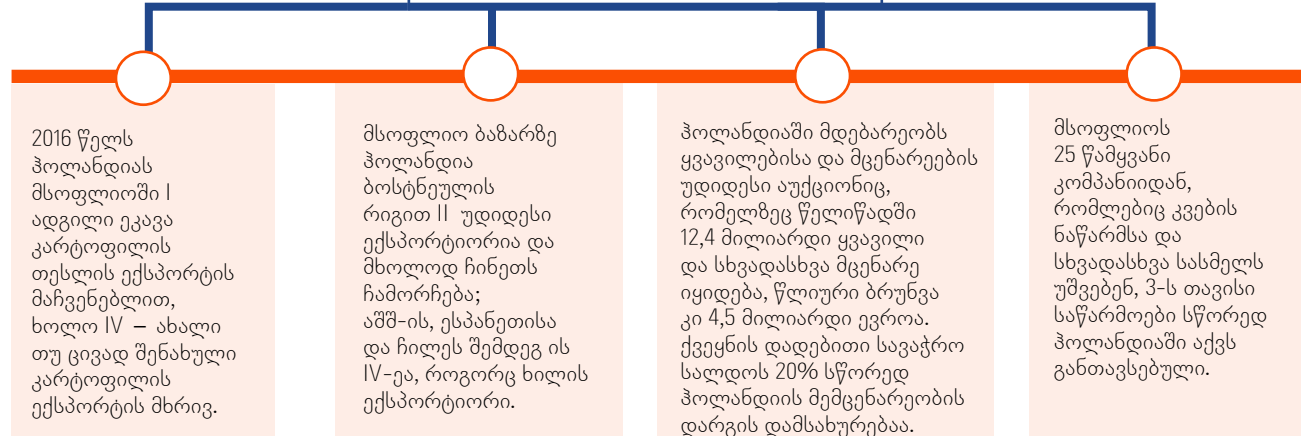 2016 წელს
ჰოლანდიას
მსოფლიოში I
ადგილი ეკავა
კარტოფილის
თესლის ექსპორტის
მაჩვენებლით,
ხოლო IV – ახალი
თუ ცივად შენახული
კარტოფილის
ექსპორტის მხრივ.
მსოფლიო ბაზარზე
ჰოლანდია
ბოსტნეულის
რიგით II უდიდესი
ექსპორტიორია და
მხოლოდ ჩინეთს
ჩამორჩება;
აშშ-ის, ესპანეთისა
და ჩილეს შემდეგ ის
IV-ეა, როგორც ხილის
ექსპორტიორი.
ჰოლანდიაში მდებარეობს
ყვავილებისა და მცენარეების
უდიდესი აუქციონიც,
რომელზეც წელიწადში
12,4 მილიარდი ყვავილი
და სხვადასხვა მცენარე
იყიდება, წლიური ბრუნვა
კი 4,5 მილიარდი ევროა.
ქვეყნის დადებითი სავაჭრო
სალდოს 20% სწორედ
ჰოლანდიის მემცენარეობის
დარგის დამსახურებაა.
მსოფლიოს
25 წამყვანი
კომპანიიდან,
რომლებიც კვების
ნაწარმსა და
სხვადასხვა სასმელს
უშვებენ, 3-ს თავისი
საწარმოები სწორედ
ჰოლანდიაში აქვს
განთავსებული.